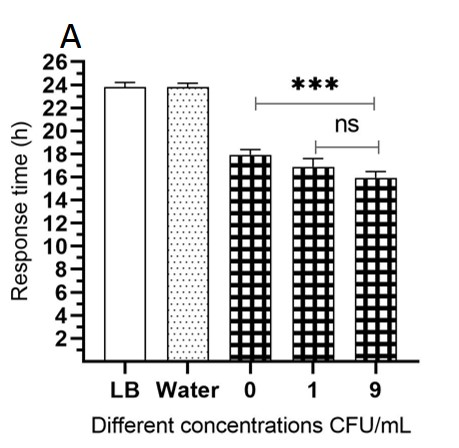 A
Response time (h)
26
24
22
20
18
16
14
12
10
8
6
4
2
***
ns
LB Water 0 1 9
Different concentrations CFU/mL